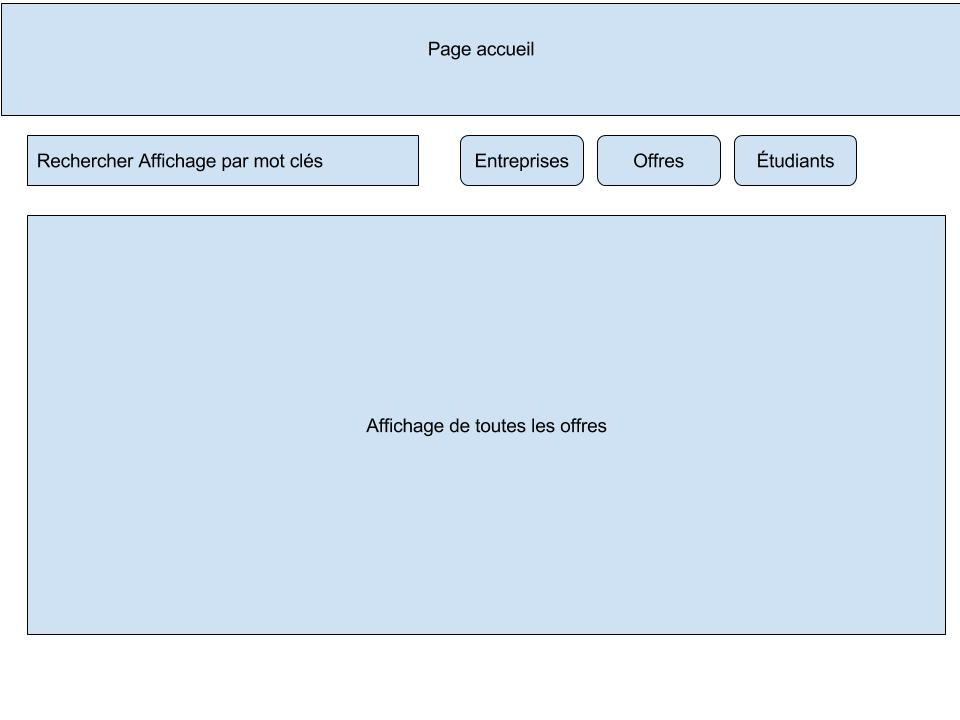 Page accueil
Rechercher Affichage par mot clés
Entreprises
Offres
Étudiants
Affichage de toutes les offres